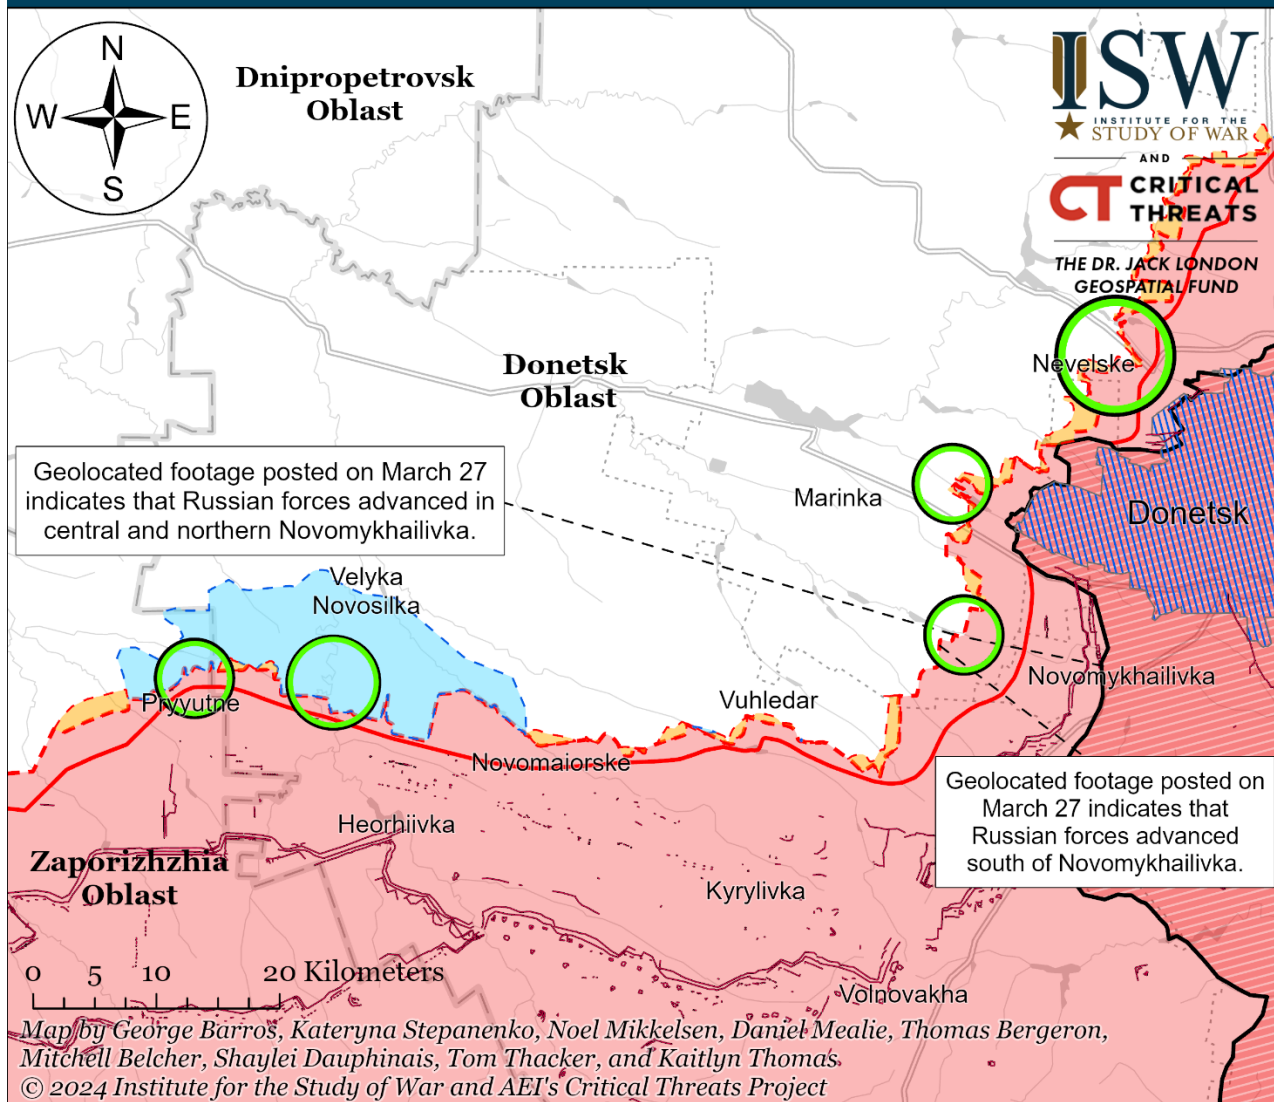 N
W
E
S
Dnipropetrovsk
Oblast
ISW
INSTITUTE FOR THE
STUDY OF WAR
AND
CT CRITICAL
THREATS
THE DR. JACK LONDON
GEOSPATIAL FUND
Donetsk
Oblast
Nevelske
Geolocated footage posted on March 27
indicates that Russian forces advanced in
central and northern Novomykhailivka.
Marinka
Donetsk
Velyka
Novosilka
Pryyutne
Vuhledar
Novomykhailivka
Novomaiorske
Heorhiivka
Geolocated footage posted on
March 27 indicates that
Russian forces advanced
south of Novomykhailivka.
Zaporizhzhia
Oblast
Kyrylivka
Volnovakha
0 5 10 20 Kilometers
Map by George Barros, Kateryna Stepanenko, Noel Mikkelsen, Daniel Mealie, Thomas Bergeron,
Mitchell Belcher, Shaylei Dauphinais, Tom Thacker, and Kaitlyn Thomas
© 2024 Institute for the Study of War and AEI's Critical Threats Project